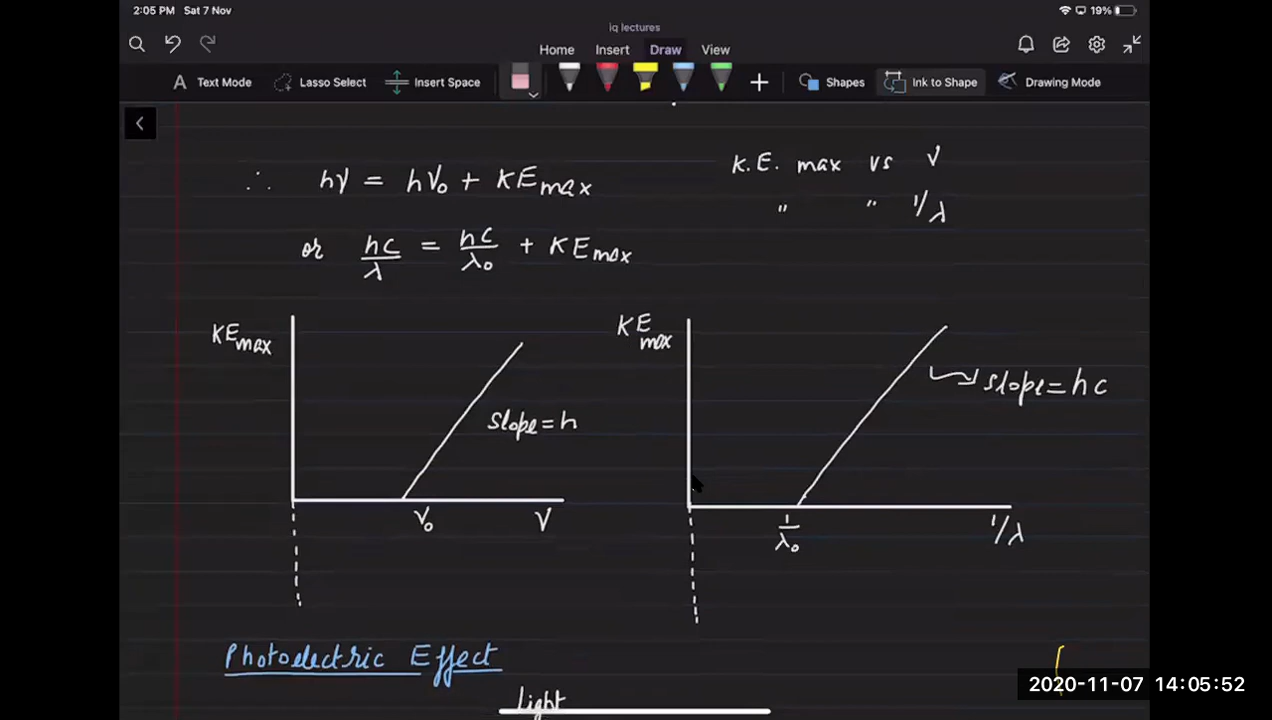 2:05 PM Sat 7 Nov
19%
iq lectures
Home Insert Draw View
Text Mode Lasso Select Insert Space Shapes Ink to Shape Drawing Mode
K.E. max vs ν
" " 1/λ
∴ hν = hν₀ + KEmax
or hc/λ = hc/λ₀ + KEmax
KEmax
slope=h
ν₀ ν
KEmax
slope=hc
1/λ₀ 1/λ
Photoelectric Effect
Light
2020-11-07 14:05:52